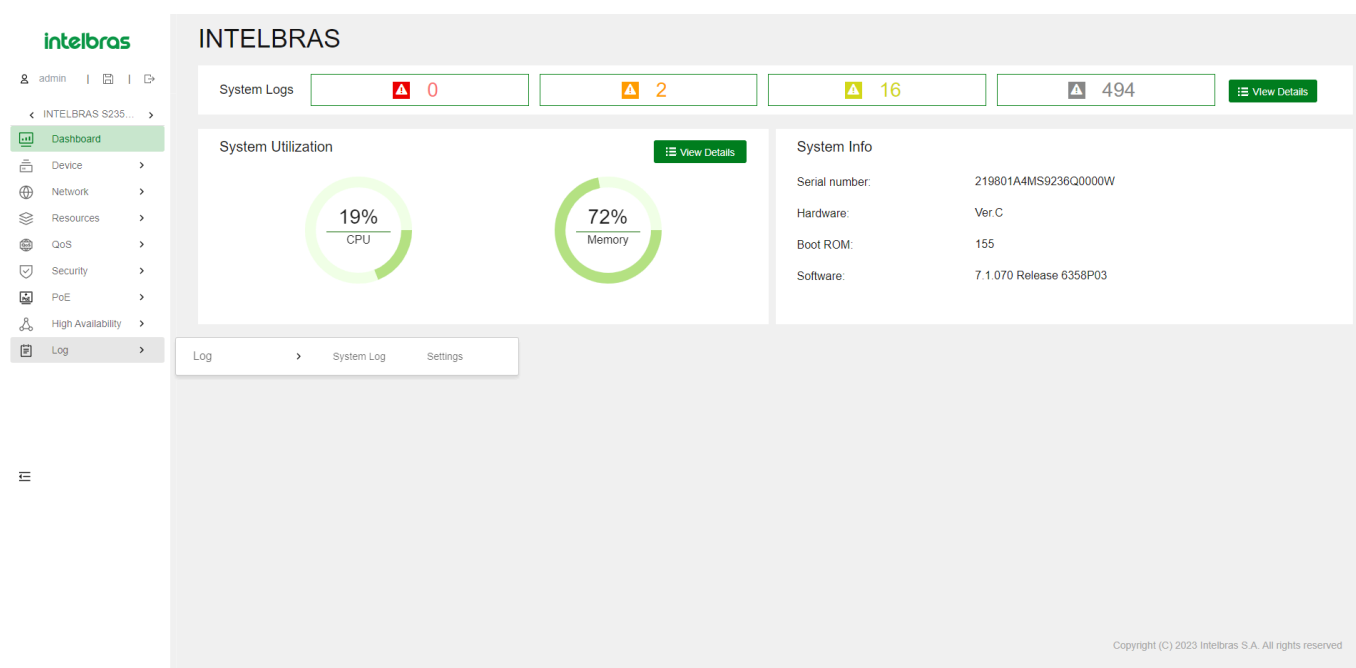 intelbras
admin | |
INTELBRAS S235...
Dashboard
Device
Network
Resources
QoS
Security
PoE
High Availability
Log
INTELBRAS
System Logs 0 2 16 494 View Details
System Utilization View Details
19%
CPU
72%
Memory
System Info
Serial number: 219801A4MS9236Q0000W
Hardware: Ver.C
Boot ROM: 155
Software: 7.1.070 Release 6358P03
Log System Log Settings
Copyright (C) 2023 Intelbras S.A. All rights reserved